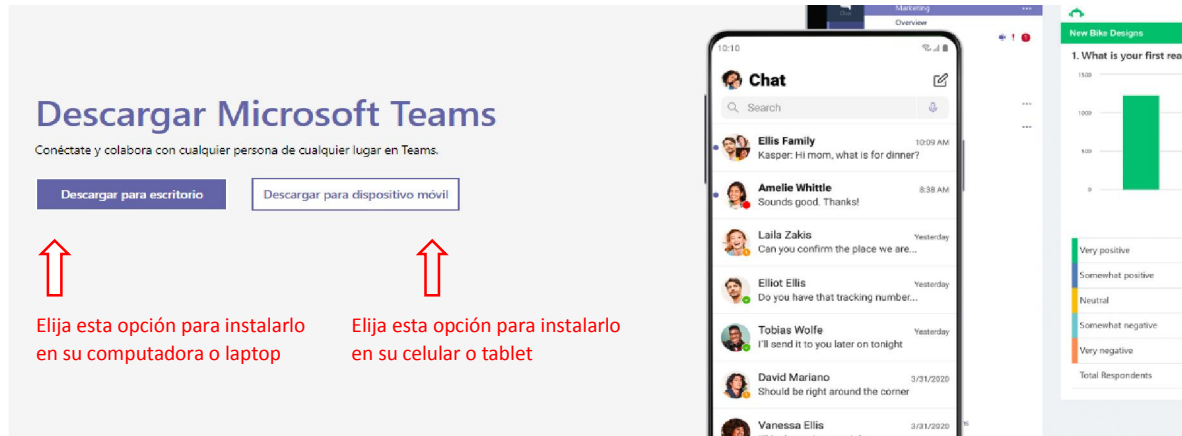 Descargar Microsoft Teams
Conéctate y colabora con cualquier persona de cualquier lugar en Teams.
Descargar para escritorio
Descargar para dispositivo móvil
Elija esta opción para instalarlo
en su computadora o laptop
Elija esta opción para instalarlo
en su celular o tablet
Marketing
Overview
10:10
Chat
Search
Ellis Family 10:09 AM
Kasper: Hi mom, what is for dinner?
Amelie Whittle 8:38 AM
Sounds good. Thanks!
Laila Zakis Yesterday
Can you confirm the place we are...
Elliot Ellis Yesterday
Do you have that tracking number...
Tobias Wolfe Yesterday
I'll send it to you later on tonight
David Mariano 3/31/2020
Should be right around the corner
Vanessa Ellis 3/31/2020
New Bike Designs
1. What is your first rea
1500
1000
500
0
Very positive
Somewhat positive
Neutral
Somewhat negative
Very negative
Total Respondents